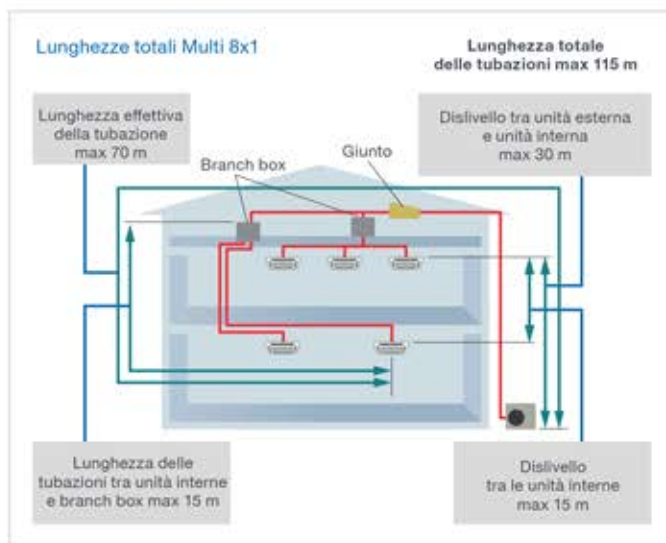 Lunghezze totali Multi 8x1
Lunghezza totale
delle tubazioni max 115 m
Lunghezza effettiva
della tubazione
max 70 m
Dislivello tra unità esterna
e unità interna
max 30 m
Branch box
Giunto
Lunghezza delle
tubazioni tra unità interne
e branch box max 15 m
Dislivello
tra le unità interne
max 15 m